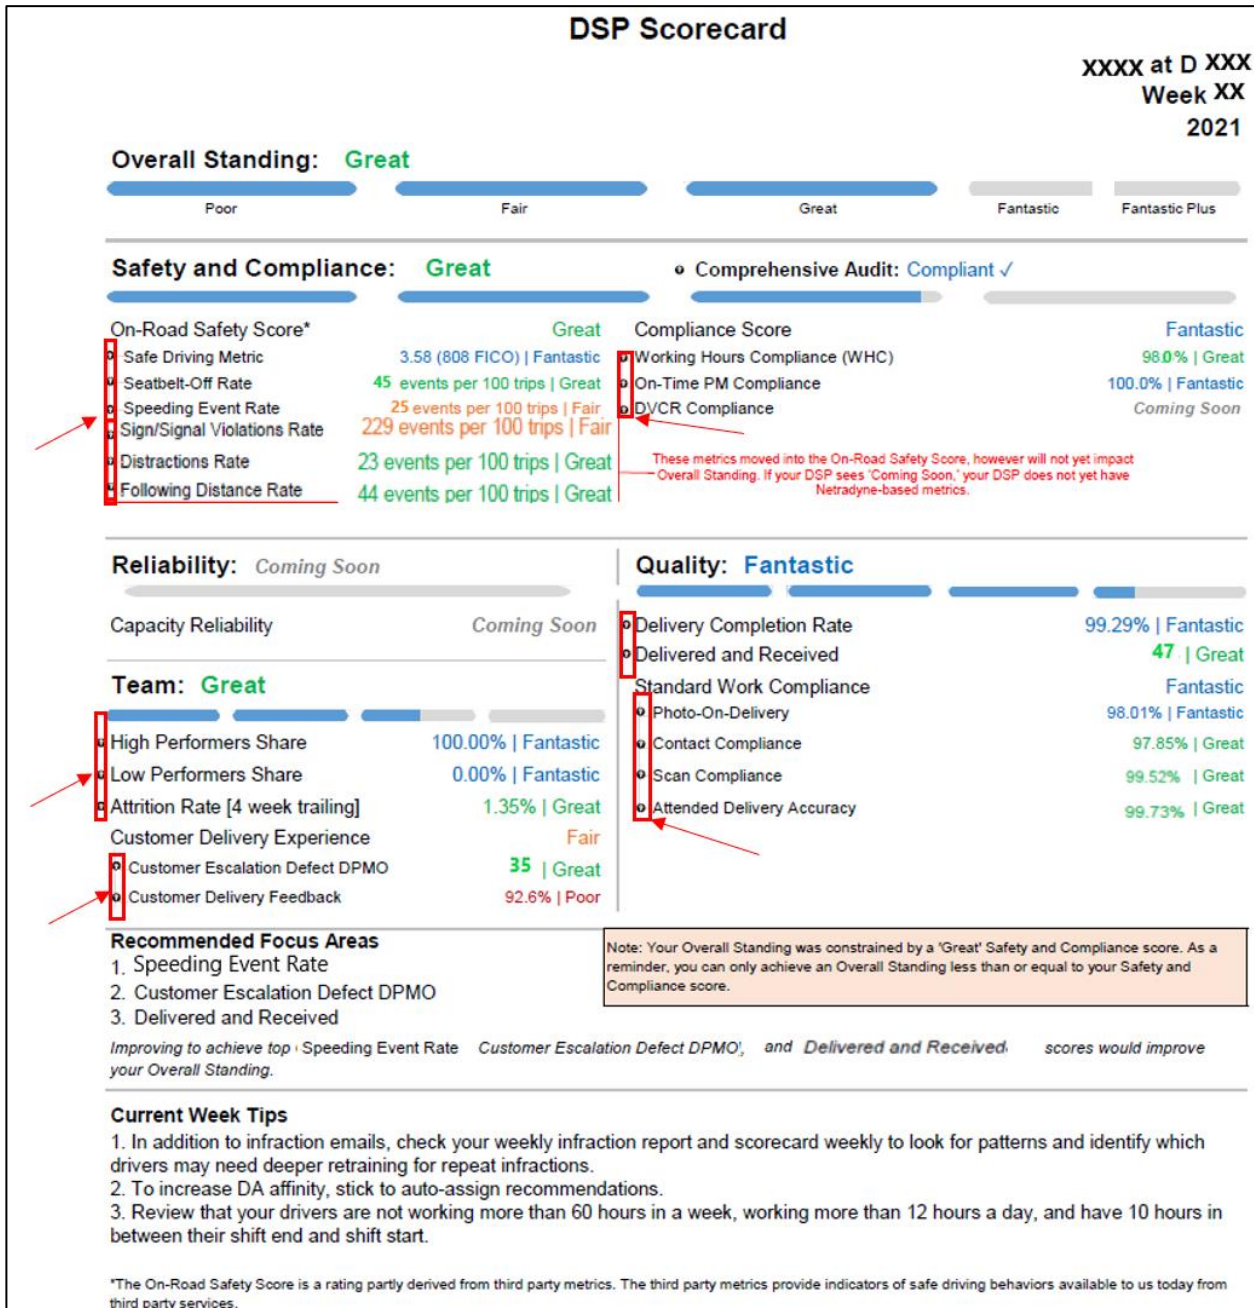 DSP Scorecard
XXXX at D XXX
Week XX
2021
Overall Standing: Great
Poor Fair Great Fantastic Fantastic Plus
Safety and Compliance: Great
Comprehensive Audit: Compliant ✓
On-Road Safety Score* Great
Safe Driving Metric 3.58 (808 FICO) | Fantastic
Seatbelt-Off Rate 45 events per 100 trips | Great
Speeding Event Rate 25 events per 100 trips | Fair
Sign/Signal Violations Rate 229 events per 100 trips | Fair
Distractions Rate 23 events per 100 trips | Great
Following Distance Rate 44 events per 100 trips | Great
Compliance Score Fantastic
Working Hours Compliance (WHC) 98.0% | Great
On-Time PM Compliance 100.0% | Fantastic
DVCR Compliance Coming Soon
These metrics moved into the On-Road Safety Score, however will not yet impact
Overall Standing. If your DSP sees 'Coming Soon,' your DSP does not yet have
Netradyne-based metrics.
Reliability: Coming Soon
Capacity Reliability Coming Soon
Team: Great
High Performers Share 100.00% | Fantastic
Low Performers Share 0.00% | Fantastic
Attrition Rate [4 week trailing] 1.35% | Great
Customer Delivery Experience Fair
Customer Escalation Defect DPMO 35 | Great
Customer Delivery Feedback 92.6% | Poor
Quality: Fantastic
Delivery Completion Rate 99.29% | Fantastic
Delivered and Received 47 | Great
Standard Work Compliance Fantastic
Photo-On-Delivery 98.01% | Fantastic
Contact Compliance 97.85% | Great
Scan Compliance 99.52% | Great
Attended Delivery Accuracy 99.73% | Great
Recommended Focus Areas
1. Speeding Event Rate
2. Customer Escalation Defect DPMO
3. Delivered and Received
Improving to achieve top Speeding Event Rate Customer Escalation Defect DPMO', and Delivered and Received scores would improve
your Overall Standing.
Note: Your Overall Standing was constrained by a 'Great' Safety and Compliance score. As a
reminder, you can only achieve an Overall Standing less than or equal to your Safety and
Compliance score.
Current Week Tips
1. In addition to infraction emails, check your weekly infraction report and scorecard weekly to look for patterns and identify which
drivers may need deeper retraining for repeat infractions.
2. To increase DA affinity, stick to auto-assign recommendations.
3. Review that your drivers are not working more than 60 hours in a week, working more than 12 hours a day, and have 10 hours in
between their shift end and shift start.
*The On-Road Safety Score is a rating partly derived from third party metrics. The third party metrics provide indicators of safe driving behaviors available to us today from
third party services.